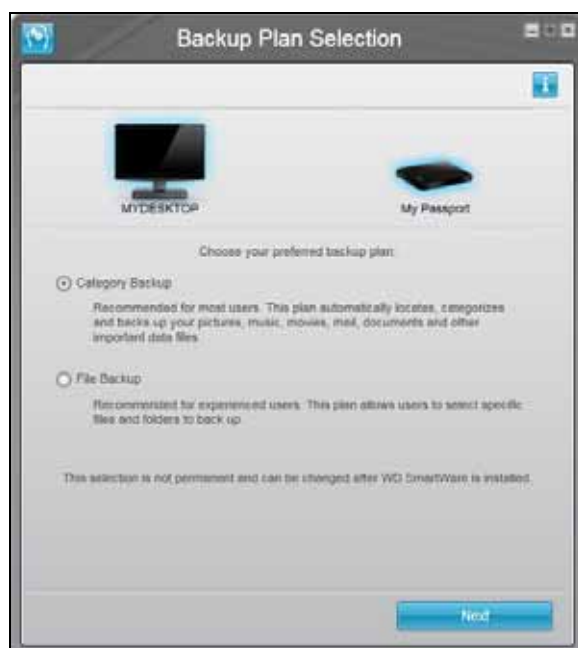 Backup Plan Selection
MYDESKTOP
My Passport
Choose your preferred backup plan:
Category Backup
Recommended for most users. This plan automatically locates, categorizes
and backs up your pictures, music, movies, mail, documents and other
important data files.
File Backup
Recommended for experienced users. This plan allows users to select specific
files and folders to back up.
This selection is not permanent and can be changed after WD SmartWare is installed.
Next